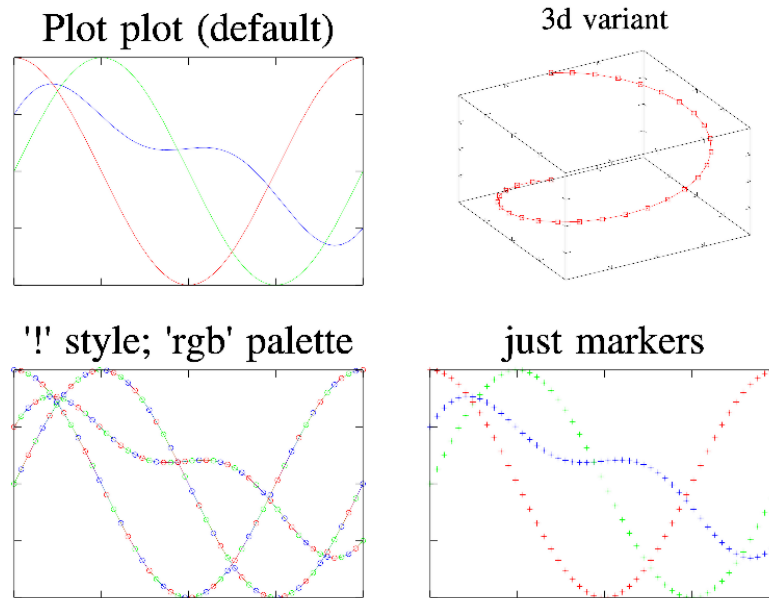 Plot plot (default)
3d variant
'!' style; 'rgb' palette
just markers